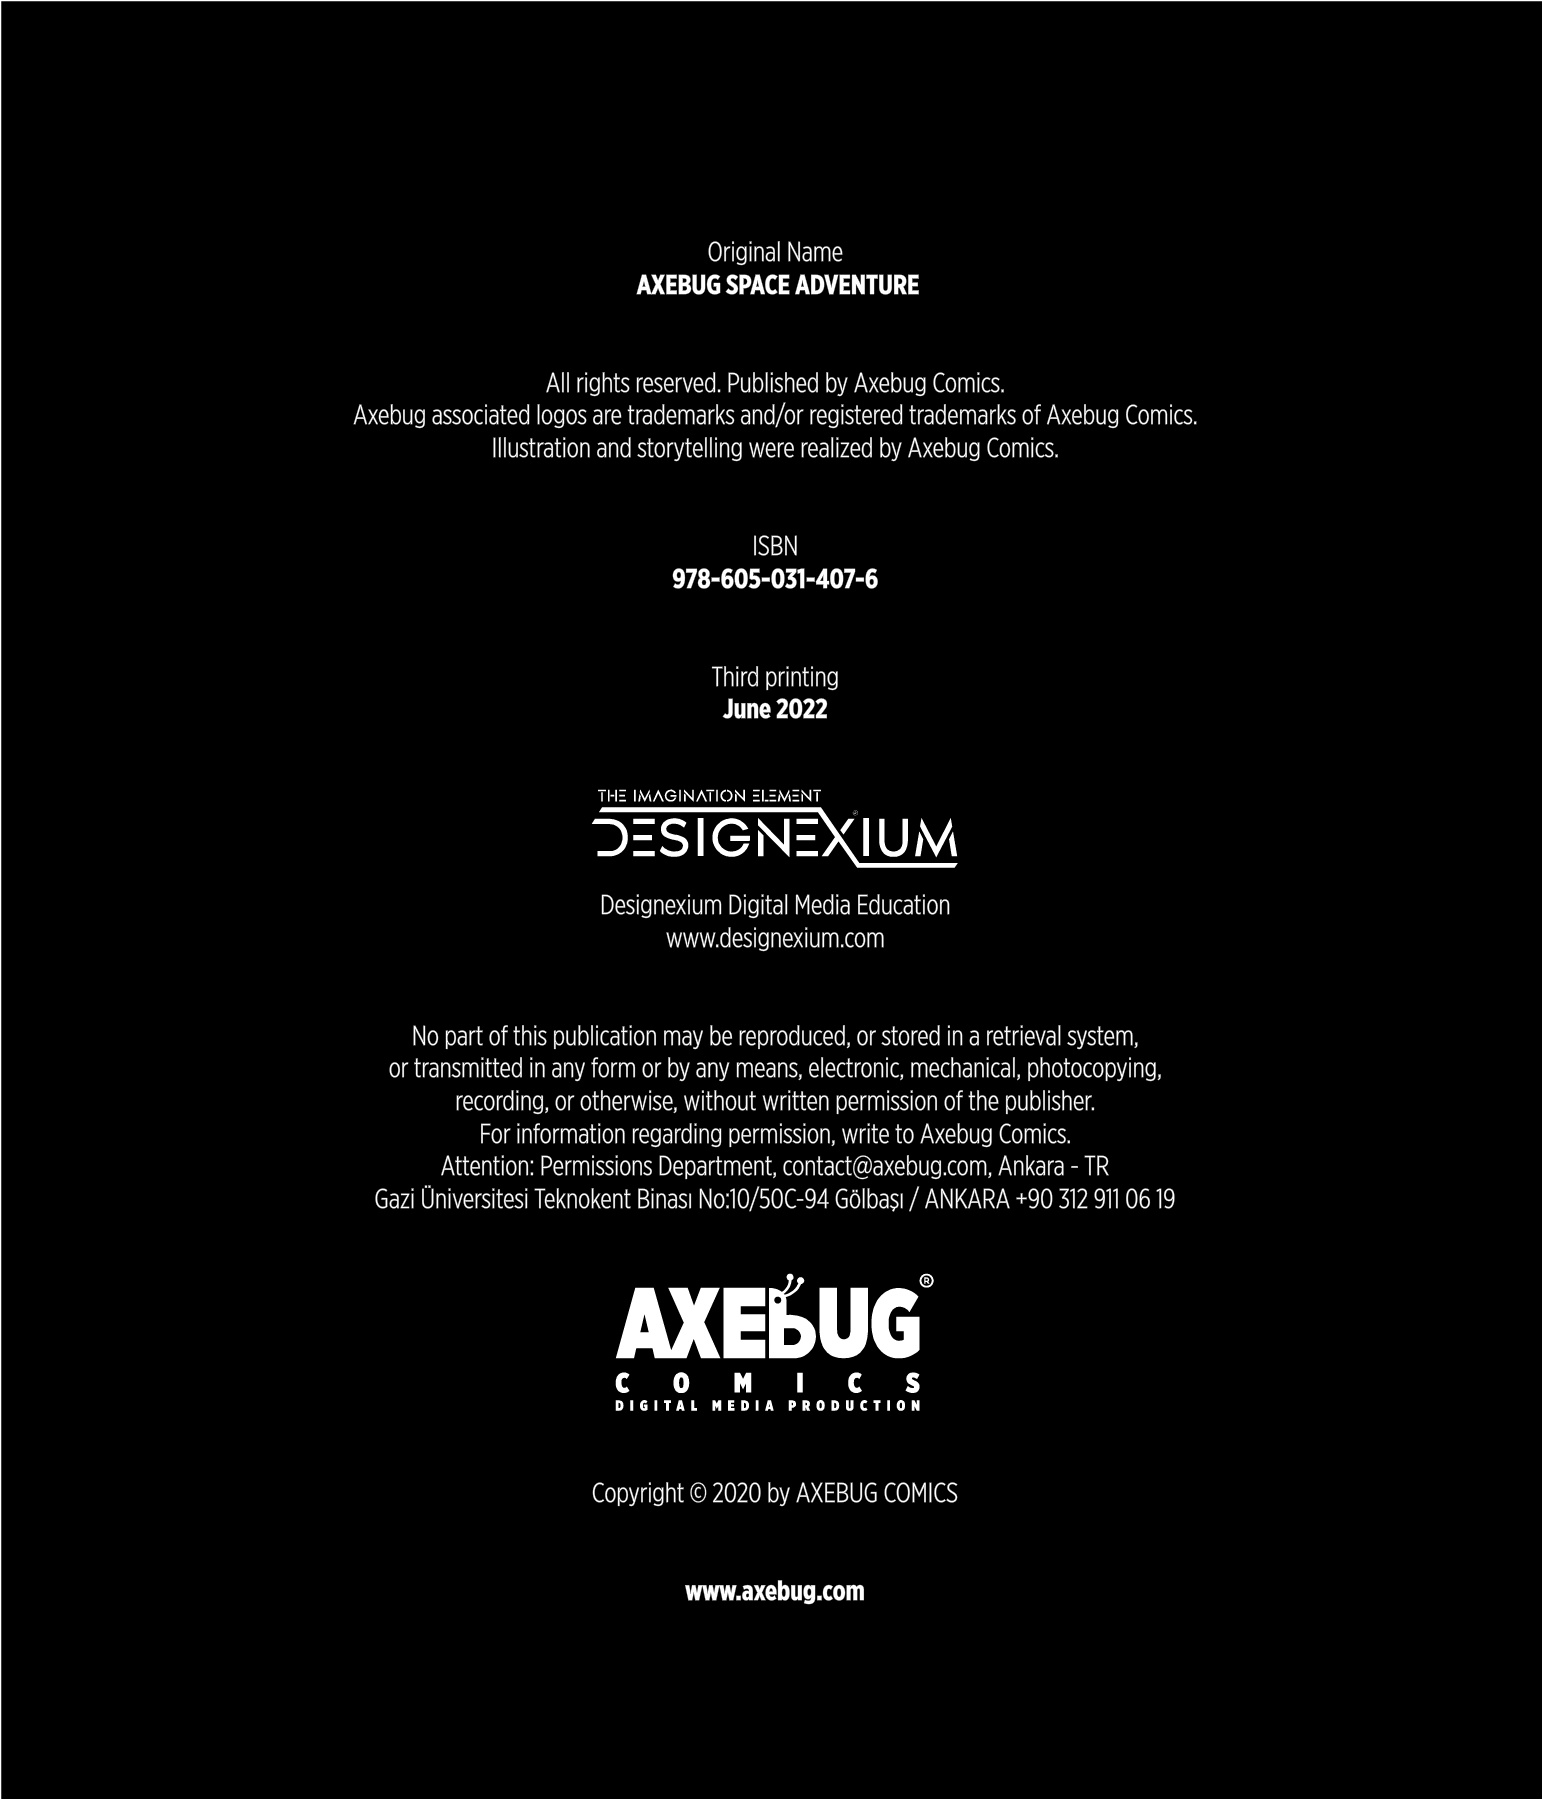 Original Name
AXEBUG SPACE ADVENTURE
All rights reserved. Published by Axebug Comics.
Axebug associated logos are trademarks and/or registered trademarks of Axebug Comics.
Illustration and storytelling were realized by Axebug Comics.
ISBN
978-605-031-407-6
Third printing
June 2022
THE IMAGINATION ELEMENT
DESIGNEXIUM®
Designexium Digital Media Education
www.designexium.com
No part of this publication may be reproduced, or stored in a retrieval system,
or transmitted in any form or by any means, electronic, mechanical, photocopying,
recording, or otherwise, without written permission of the publisher.
For information regarding permission, write to Axebug Comics.
Attention: Permissions Department, contact@axebug.com, Ankara - TR
Gazi Üniversitesi Teknokent Binası No:10/50C-94 Gölbaşı / ANKARA +90 312 911 06 19
AXEbUG®
COMICS
DIGITAL MEDIA PRODUCTION
Copyright © 2020 by AXEBUG COMICS
www.axebug.com